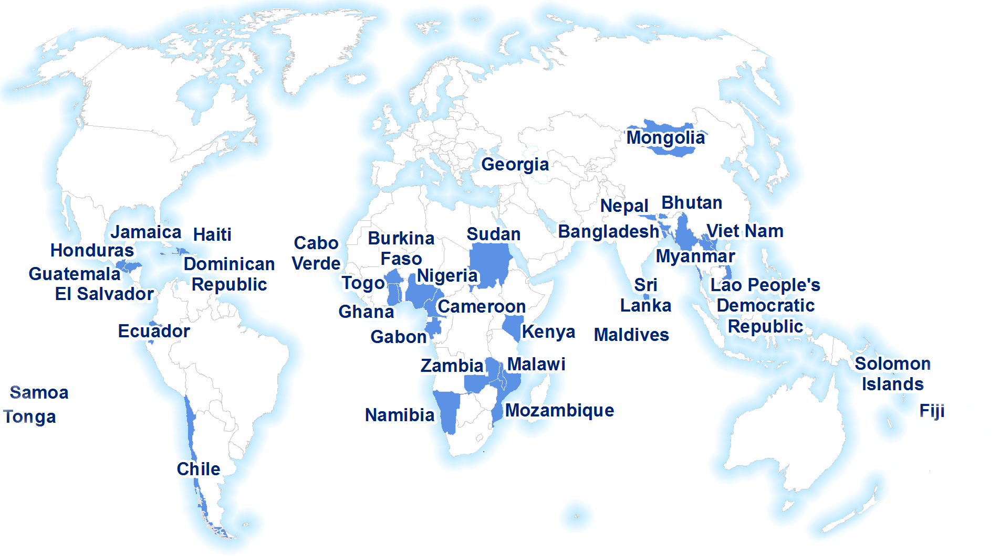 Mongolia
Georgia
Nepal
Bhutan
Jamaica
Haiti
Bangladesh
Viet Nam
Honduras
Cabo
Verde
Burkina
Faso
Sudan
Myanmar
Guatemala
Dominican
Republic
El Salvador
Togo
Nigeria
Sri
Lanka
Lao People's
Democratic
Republic
Ghana
Cameroon
Ecuador
Gabon
Kenya
Maldives
Zambia
Malawi
Solomon
Islands
Samoa
Tonga
Namibia
Mozambique
Fiji
Chile